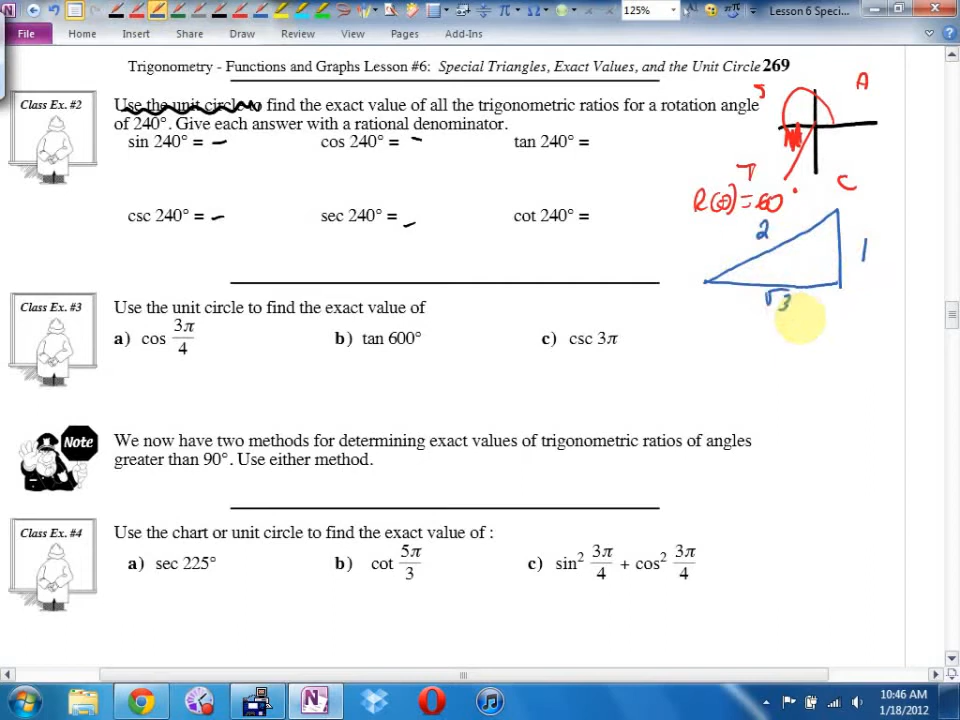 125%
Lesson 6 Speci...
File Home Insert Share Draw Review View Pages Add-Ins
Trigonometry - Functions and Graphs Lesson #6: Special Triangles, Exact Values, and the Unit Circle 269
Class Ex. #2
Use the unit circle to find the exact value of all the trigonometric ratios for a rotation angle
of 240°. Give each answer with a rational denominator.
sin 240° = - cos 240° = - tan 240° =
S A
T C
R(θ) = 60°
csc 240° = - sec 240° = - cot 240° =
2
1
√3
Class Ex. #3
Use the unit circle to find the exact value of
a) cos 3π/4 b) tan 600° c) csc 3π
Note
We now have two methods for determining exact values of trigonometric ratios of angles
greater than 90°. Use either method.
Class Ex. #4
Use the chart or unit circle to find the exact value of :
a) sec 225° b) cot 5π/3 c) sin² 3π/4 + cos² 3π/4
10:46 AM
1/18/2012